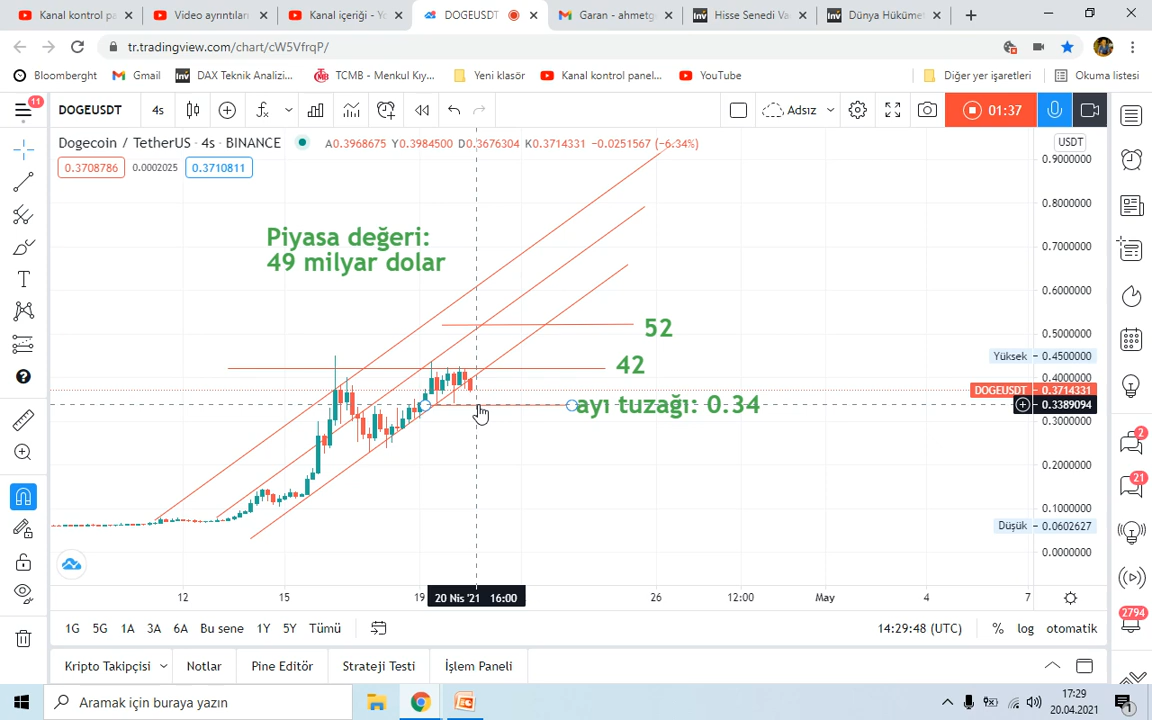 Kanal kontrol pa
Video ayrıntıları
Kanal içeriği - Yo
DOGEUSDT
Garan - ahmetg
Hisse Senedi Va
Dünya Hükümet
tr.tradingview.com/chart/cW5VfrqP/
Bloomberght
Gmail
DAX Teknik Analizi...
TCMB - Menkul Kıy...
Yeni klasör
Kanal kontrol panel...
YouTube
Diğer yer işaretleri
Okuma listesi
11
DOGEUSDT
4s
Adsız
01:37
Dogecoin / TetherUS · 4s · BINANCE
A0.3968675 Y0.3984500 D0.3676304 K0.3714331 −0.0251567 (−6.34%)
USDT
0.3708786
0.0002025
0.3710811
0.9000000
0.8000000
0.7000000
0.6000000
0.5000000
Yüksek
0.4500000
0.4000000
DOGEUSDT
0.3714331
0.3389094
0.3000000
0.2000000
0.1000000
Düşük
0.0602627
0.0000000
Piyasa değeri:
49 milyar dolar
52
42
ayı tuzağı: 0.34
2
21
2794
12
15
19
20 Nis '21 16:00
26
12:00
May
4
7
1G
5G
1A
3A
6A
Bu sene
1Y
5Y
Tümü
14:29:48 (UTC)
%
log
otomatik
Kripto Takipçisi
Notlar
Pine Editör
Strateji Testi
İşlem Paneli
Aramak için buraya yazın
17:29
20.04.2021
1